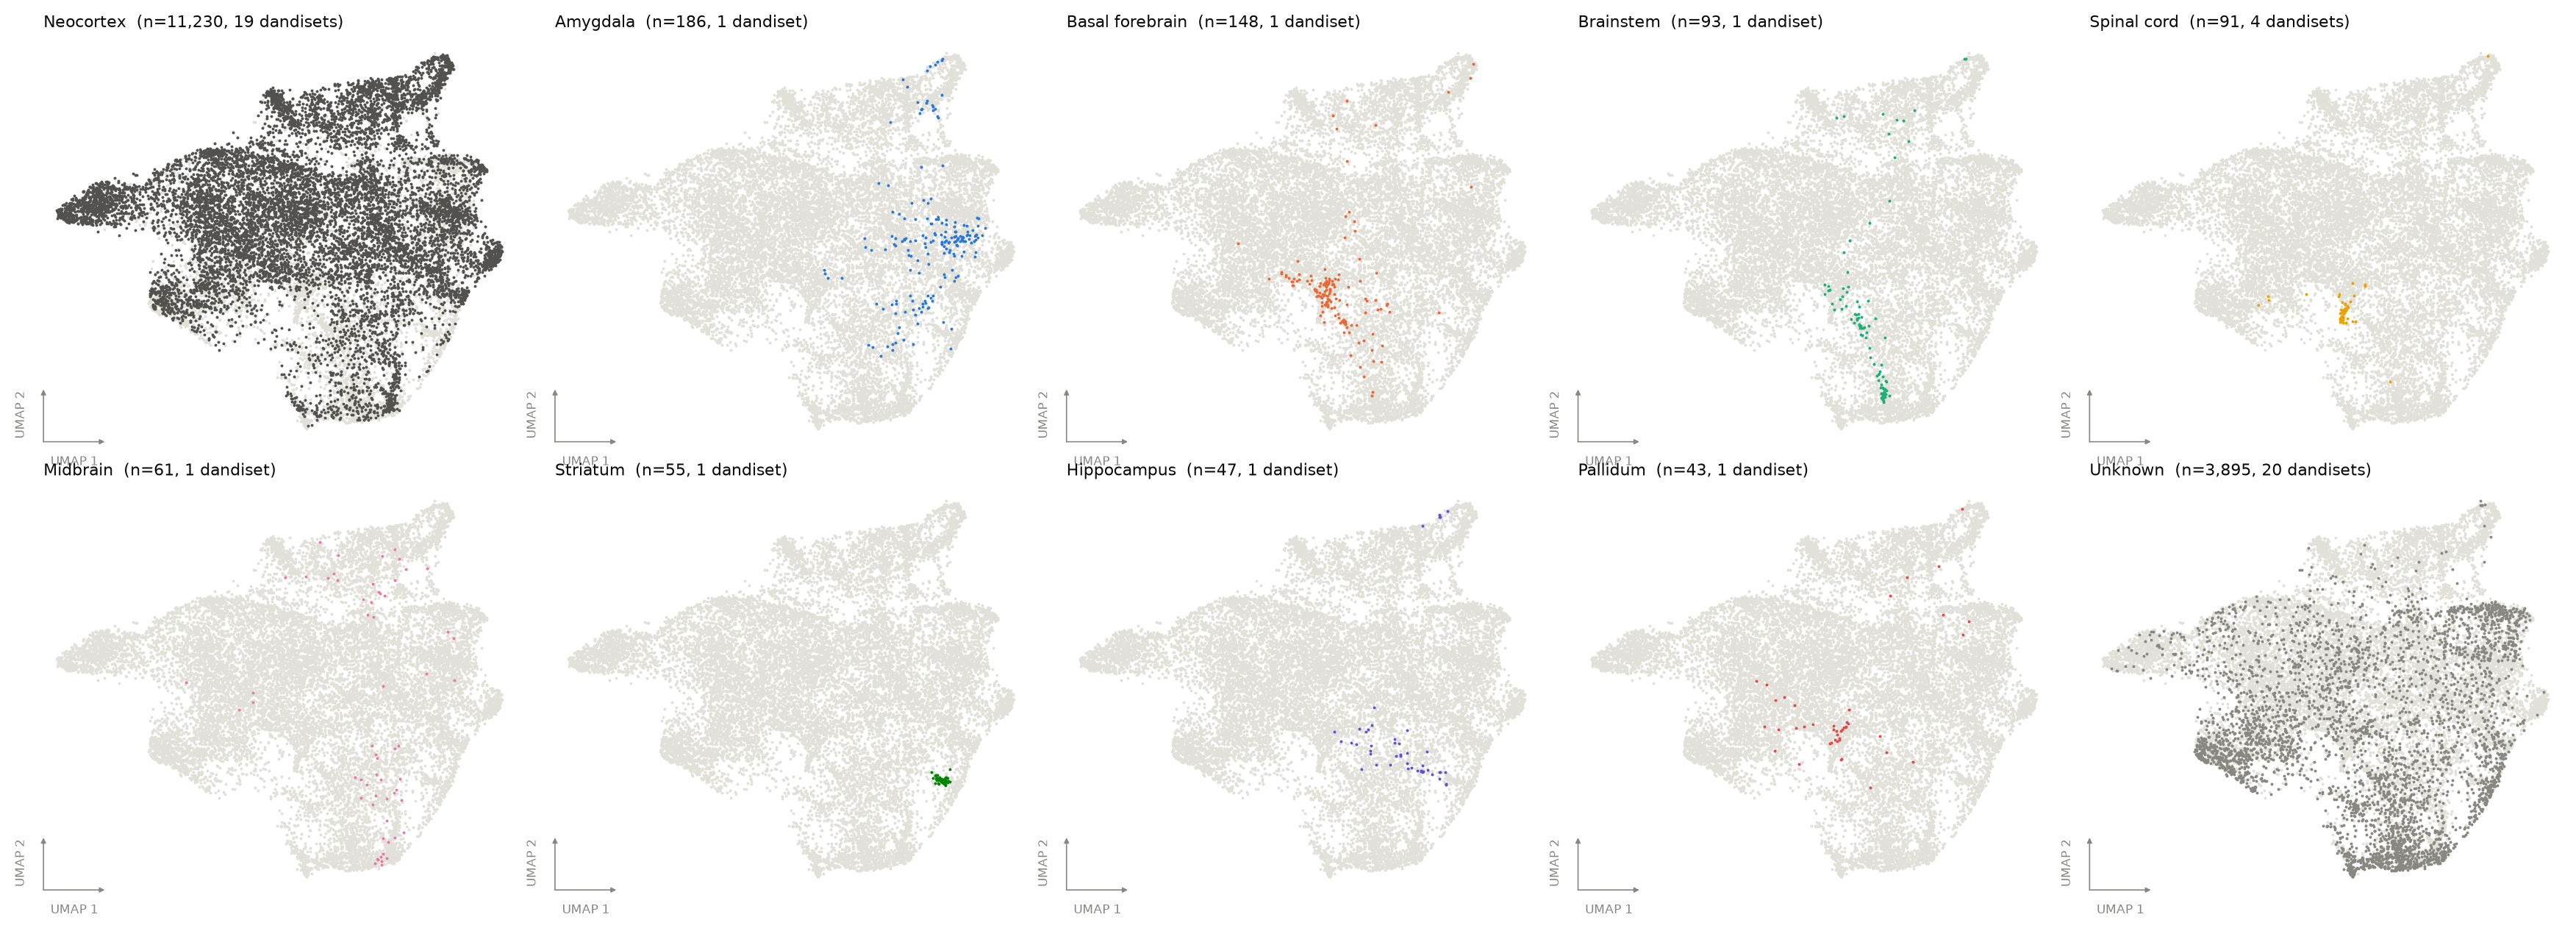 Neocortex (n=11,230, 19 dandisets)
Amygdala (n=186, 1 dandiset)
Basal forebrain (n=148, 1 dandiset)
Brainstem (n=93, 1 dandiset)
Spinal cord (n=91, 4 dandisets)
UMAP 2
UMAP 2
UMAP 2
UMAP 2
UMAP 2
UMAP 1
UMAP 1
UMAP 1
UMAP 1
UMAP 1
Midbrain (n=61, 1 dandiset)
Striatum (n=55, 1 dandiset)
Hippocampus (n=47, 1 dandiset)
Pallidum (n=43, 1 dandiset)
Unknown (n=3,895, 20 dandisets)
UMAP 2
UMAP 2
UMAP 2
UMAP 2
UMAP 2
UMAP 1
UMAP 1
UMAP 1
UMAP 1
UMAP 1